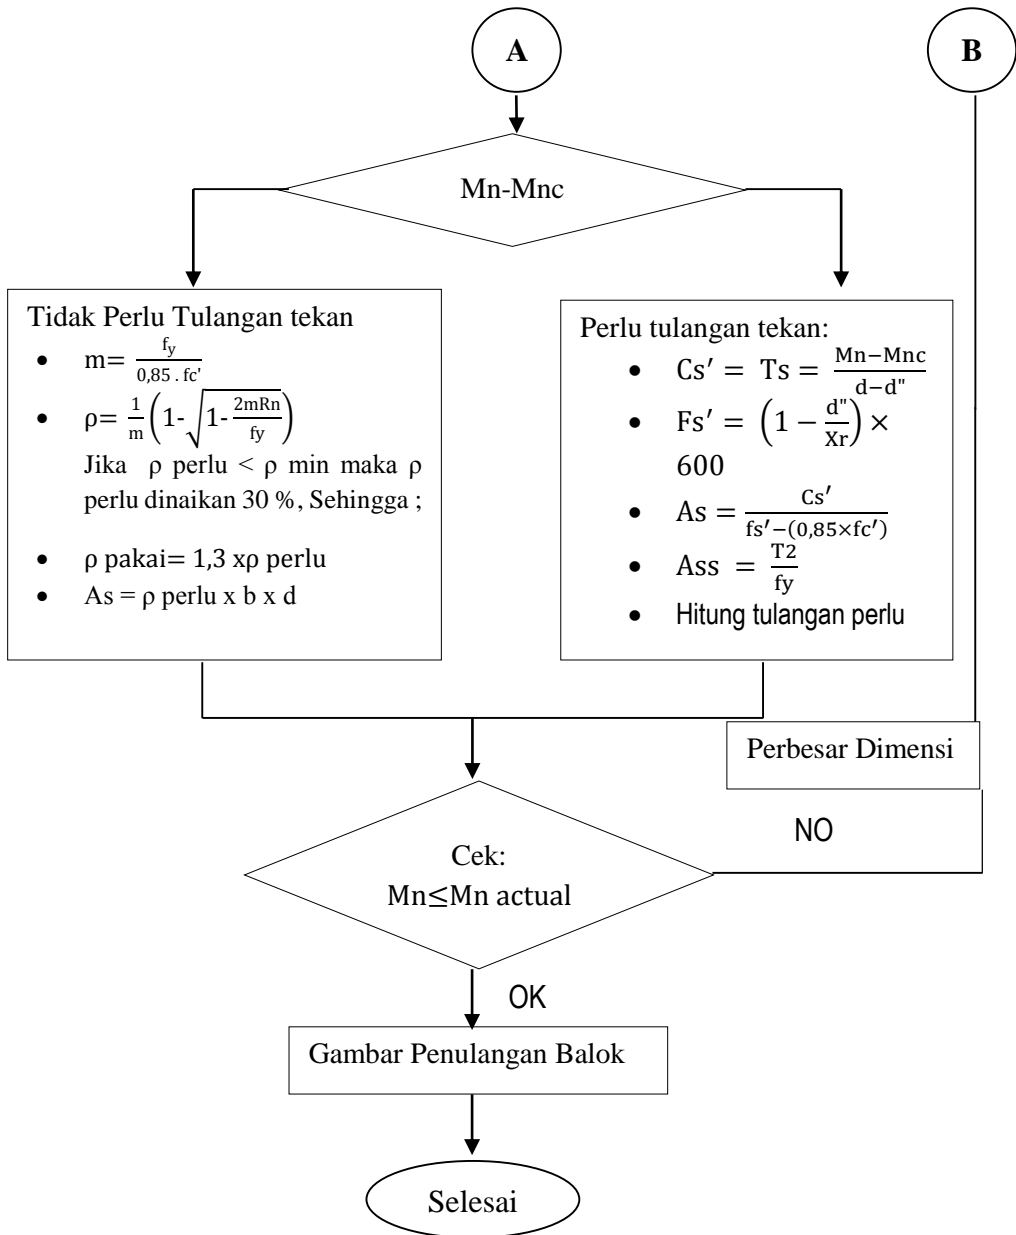 A
B
Mn-Mnc
Tidak Perlu Tulangan tekan
• m= fy / 0,85 . fc'
• ρ= 1/m (1-√(1- 2mRn/fy))
Jika ρ perlu < ρ min maka ρ
perlu dinaikan 30 %, Sehingga ;
• ρ pakai= 1,3 xρ perlu
• As = ρ perlu x b x d
Perlu tulangan tekan:
• Cs′ = Ts = Mn−Mnc / d−d"
• Fs′ = (1 − d"/Xr) ×
600
• As = Cs′ / fs′−(0,85×fc′)
• Ass = T2 / fy
• Hitung tulangan perlu
Perbesar Dimensi
NO
Cek:
Mn≤Mn actual
OK
Gambar Penulangan Balok
Selesai